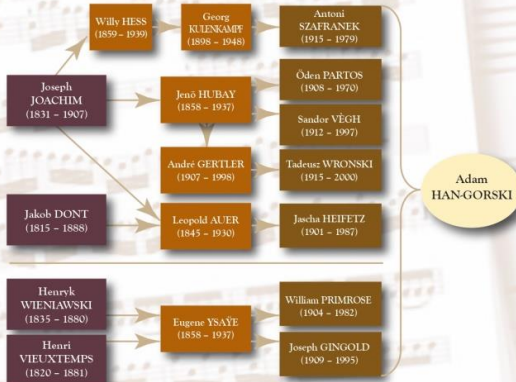 Willy HESS
(1859 – 1939)
Georg
KULENKAMPF
(1898 – 1948)
Antoni
SZAFRANEK
(1915 – 1979)
Joseph
JOACHIM
(1831 – 1907)
Jenö HUBAY
(1858 – 1937)
Öden PARTOS
(1908 – 1970)
Sandor VÈGH
(1912 – 1997)
André GERTLER
(1907 – 1998)
Tadeusz WRONSKI
(1915 – 2000)
Adam
HAN-GORSKI
Jakob DONT
(1815 – 1888)
Leopold AUER
(1845 – 1930)
Jascha HEIFETZ
(1901 – 1987)
Henryk
WIENIAWSKI
(1835 – 1880)
Henri
VIEUXTEMPS
(1820 – 1881)
Eugene YSAŸE
(1858 – 1937)
William PRIMROSE
(1904 – 1982)
Joseph GINGOLD
(1909 – 1995)